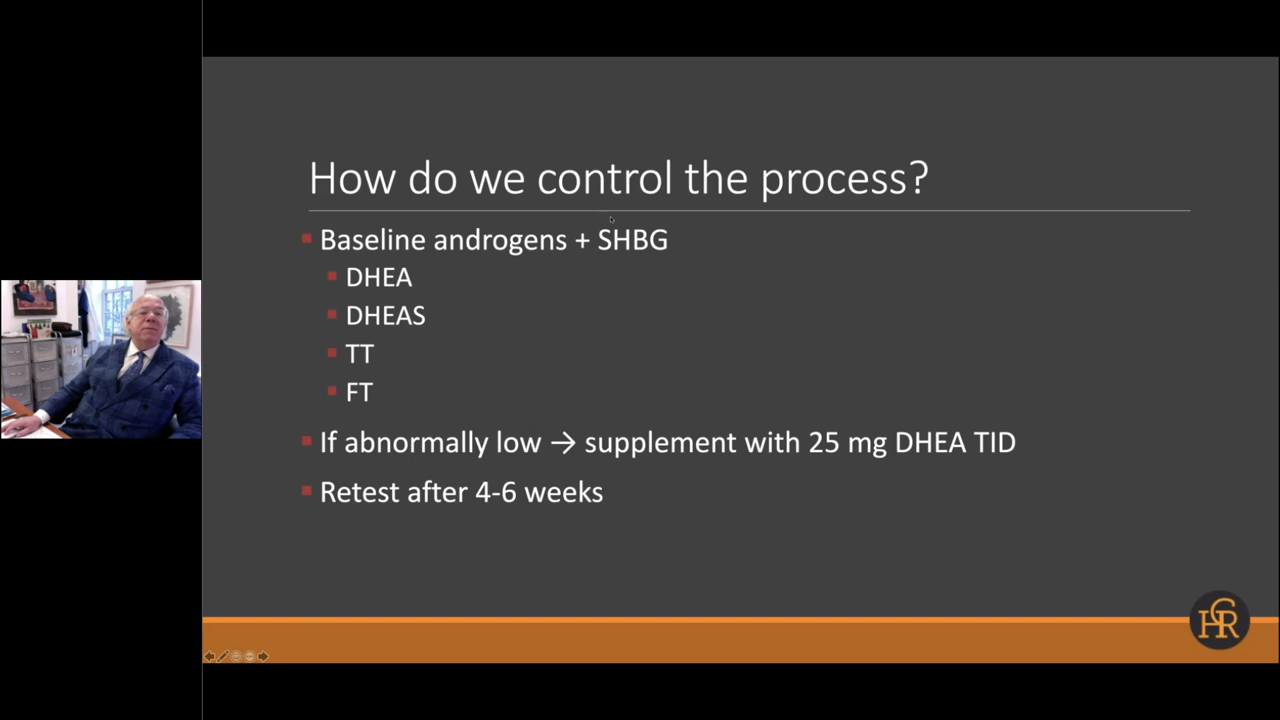 How do we control the process?
Baseline androgens + SHBG
DHEA
DHEAS
TT
FT
If abnormally low → supplement with 25 mg DHEA TID
Retest after 4-6 weeks
CHR